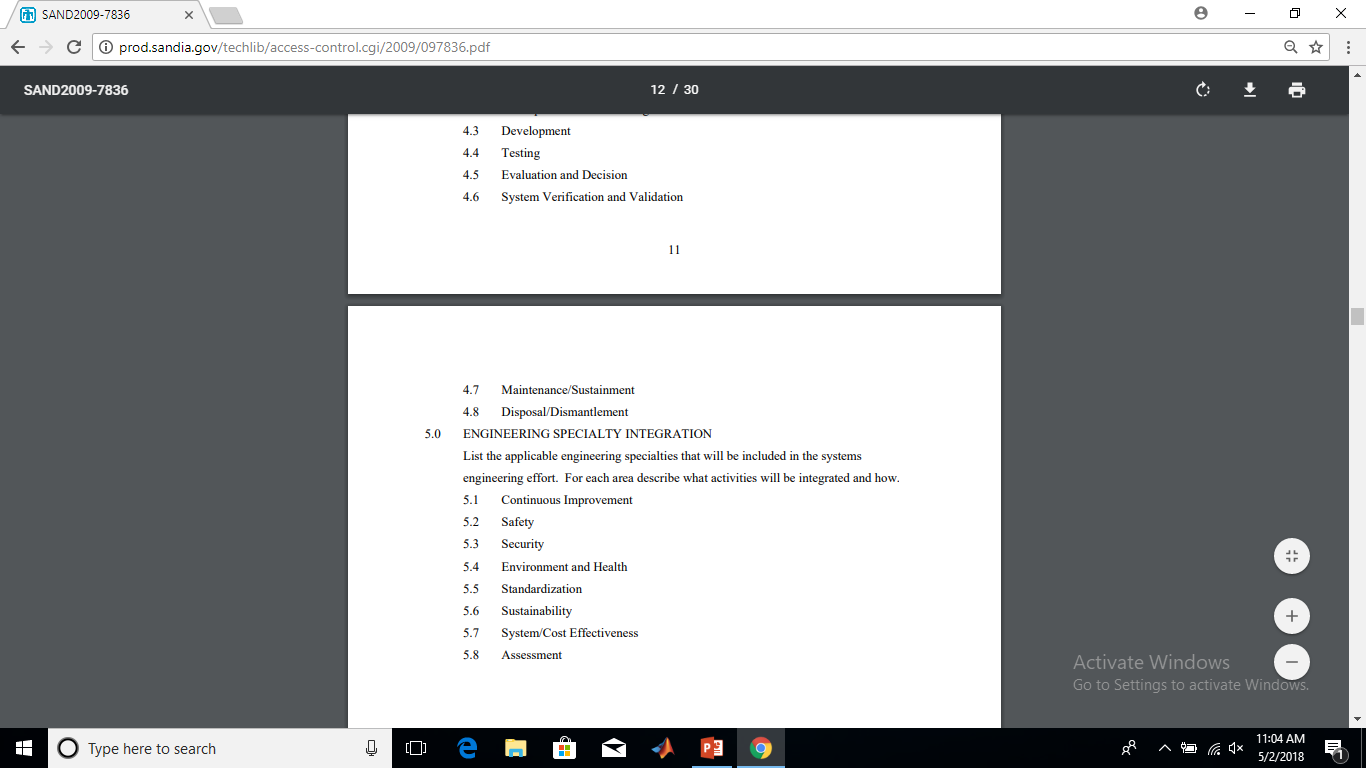 SAND2009-7836
prod.sandia.gov/techlib/access-control.cgi/2009/097836.pdf
SAND2009-7836
12 / 30
4.3 Development
4.4 Testing
4.5 Evaluation and Decision
4.6 System Verification and Validation
11
4.7 Maintenance/Sustainment
4.8 Disposal/Dismantlement
5.0 ENGINEERING SPECIALTY INTEGRATION
List the applicable engineering specialties that will be included in the systems
engineering effort. For each area describe what activities will be integrated and how.
5.1 Continuous Improvement
5.2 Safety
5.3 Security
5.4 Environment and Health
5.5 Standardization
5.6 Sustainability
5.7 System/Cost Effectiveness
5.8 Assessment
Activate Windows
Go to Settings to activate Windows.
Type here to search
11:04 AM
5/2/2018
1